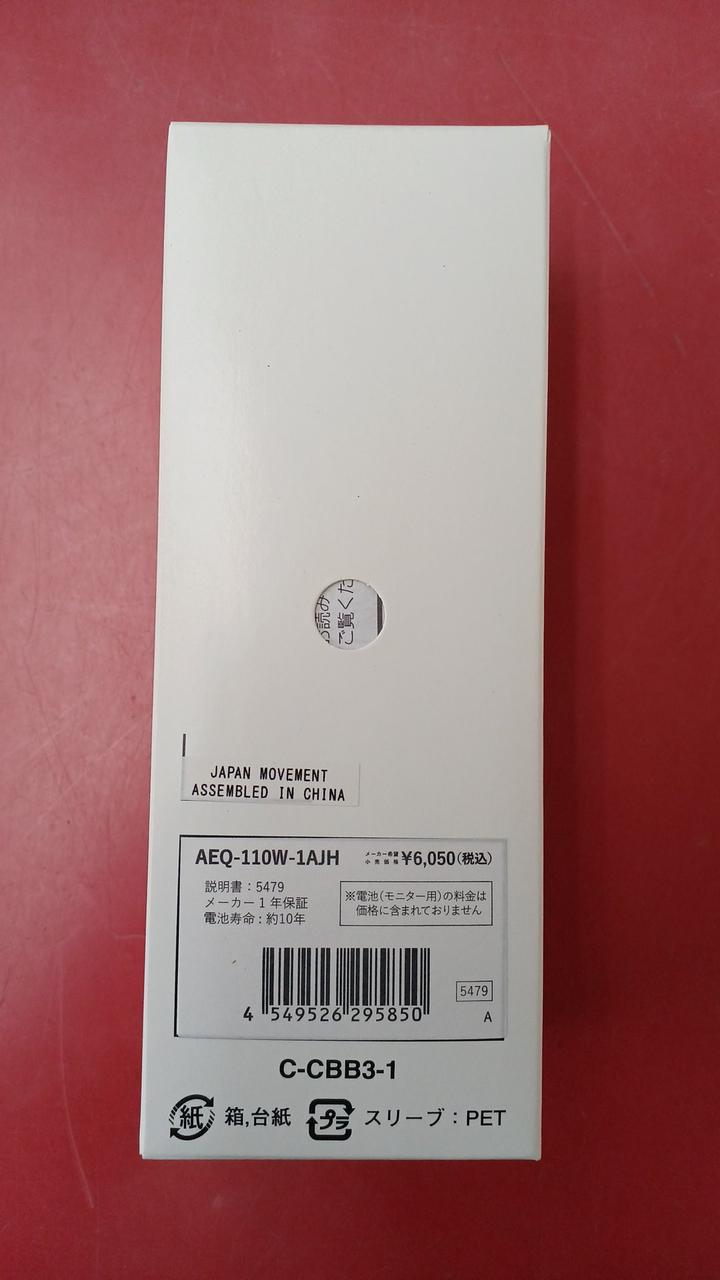 お読み
ご覧くだ
JAPAN MOVEMENT
ASSEMBLED IN CHINA
AEQ-110W-1AJH メーカー希望小売価格 ¥6,050(税込)
説明書:5479
メーカー1年保証
電池寿命:約10年
※電池(モニター用)の料金は
価格に含まれておりません
4 549526 295850
5479
A
C-CBB3-1
紙 箱,台紙 プラ スリーブ:PET